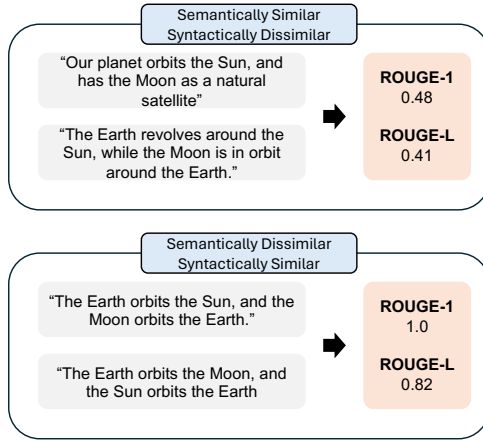 Semantically Similar
Syntactically Dissimilar
“Our planet orbits the Sun, and
has the Moon as a natural
satellite”
“The Earth revolves around the
Sun, while the Moon is in orbit
around the Earth.”
ROUGE-1
0.48
ROUGE-L
0.41
Semantically Dissimilar
Syntactically Similar
“The Earth orbits the Sun, and the
Moon orbits the Earth.”
“The Earth orbits the Moon, and
the Sun orbits the Earth
ROUGE-1
1.0
ROUGE-L
0.82